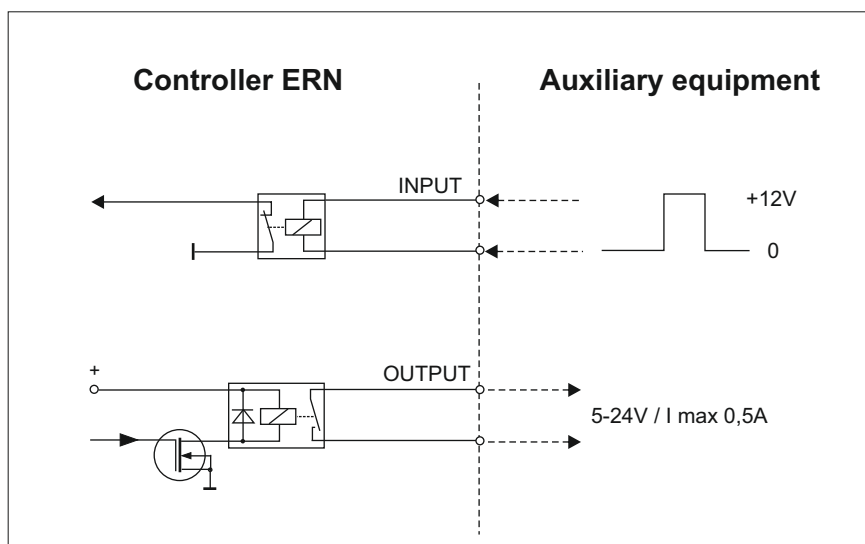 Controller ERN
Auxiliary equipment
INPUT
+12V
0
+
OUTPUT
5-24V / I max 0,5A